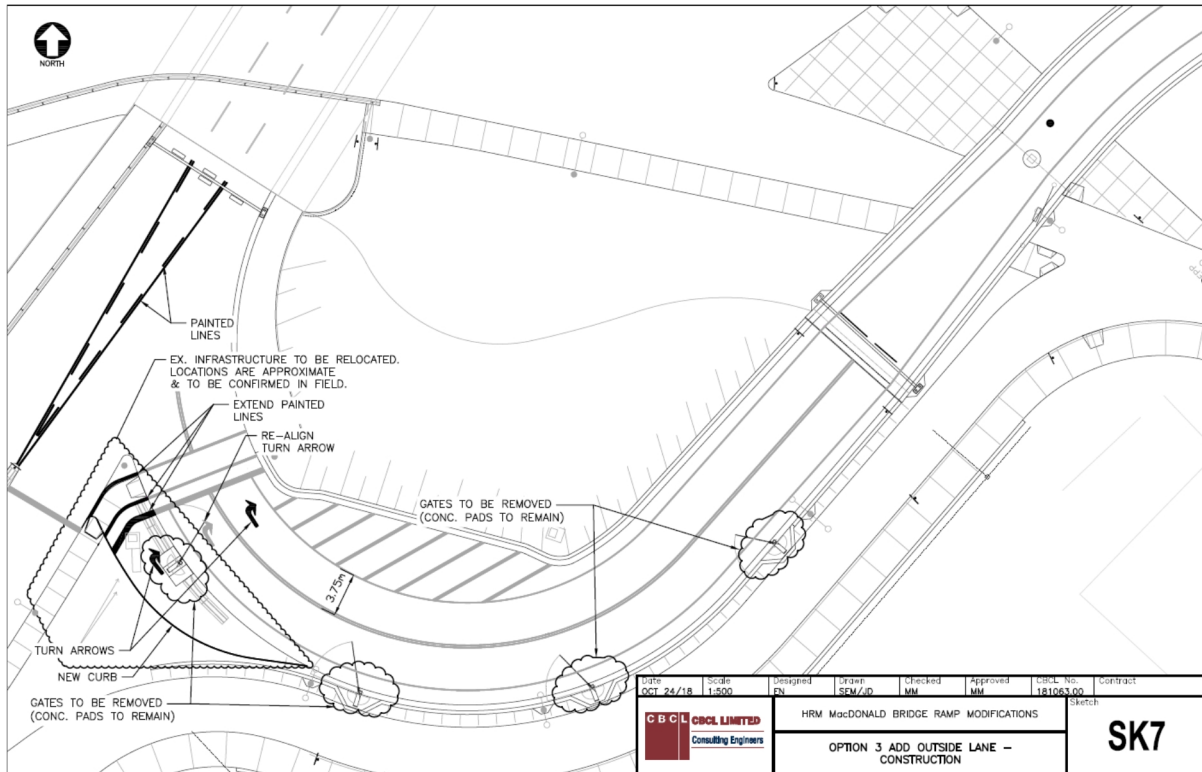 NORTH
PAINTED
LINES
EX. INFRASTRUCTURE TO BE RELOCATED.
LOCATIONS ARE APPROXIMATE
& TO BE CONFIRMED IN FIELD.
EXTEND PAINTED
LINES
RE-ALIGN
TURN ARROW
GATES TO BE REMOVED
(CONC. PADS TO REMAIN)
3.75m
TURN ARROWS
NEW CURB
GATES TO BE REMOVED
(CONC. PADS TO REMAIN)
Date Scale Designed Drawn Checked Approved CBCL No. Contract
OCT 24/18 1:500 EN SEM/JD MM MM 181063.00
CBCL CBCL LIMITED
Consulting Engineers
HRM MacDONALD BRIDGE RAMP MODIFICATIONS
OPTION 3 ADD OUTSIDE LANE –
CONSTRUCTION
Sketch
SK7